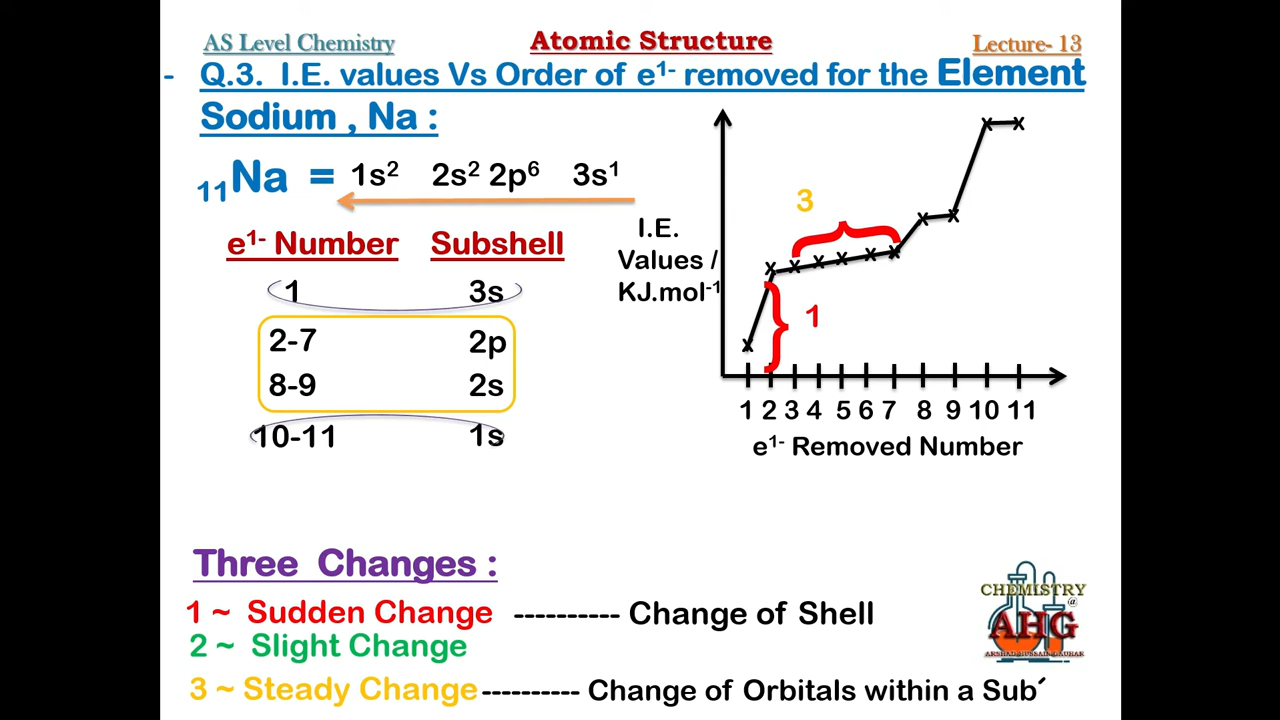 AS Level Chemistry Atomic Structure Lecture- 13
- Q.3. I.E. values Vs Order of e¹⁻ removed for the Element
Sodium , Na :
₁₁Na = 1s² 2s² 2p⁶ 3s¹
e¹⁻ Number Subshell
1 3s
2-7 2p
8-9 2s
10-11 1s
I.E.
Values /
KJ.mol⁻¹
3
1
x x x x x x x x x x x
1 2 3 4 5 6 7 8 9 10 11
e¹⁻ Removed Number
Three Changes :
1 ~ Sudden Change ---------- Change of Shell
2 ~ Slight Change
3 ~ Steady Change ---------- Change of Orbitals within a Sub´
CHEMISTRY
@
AHG
ARSHAD HUSSAIN GAUHAR